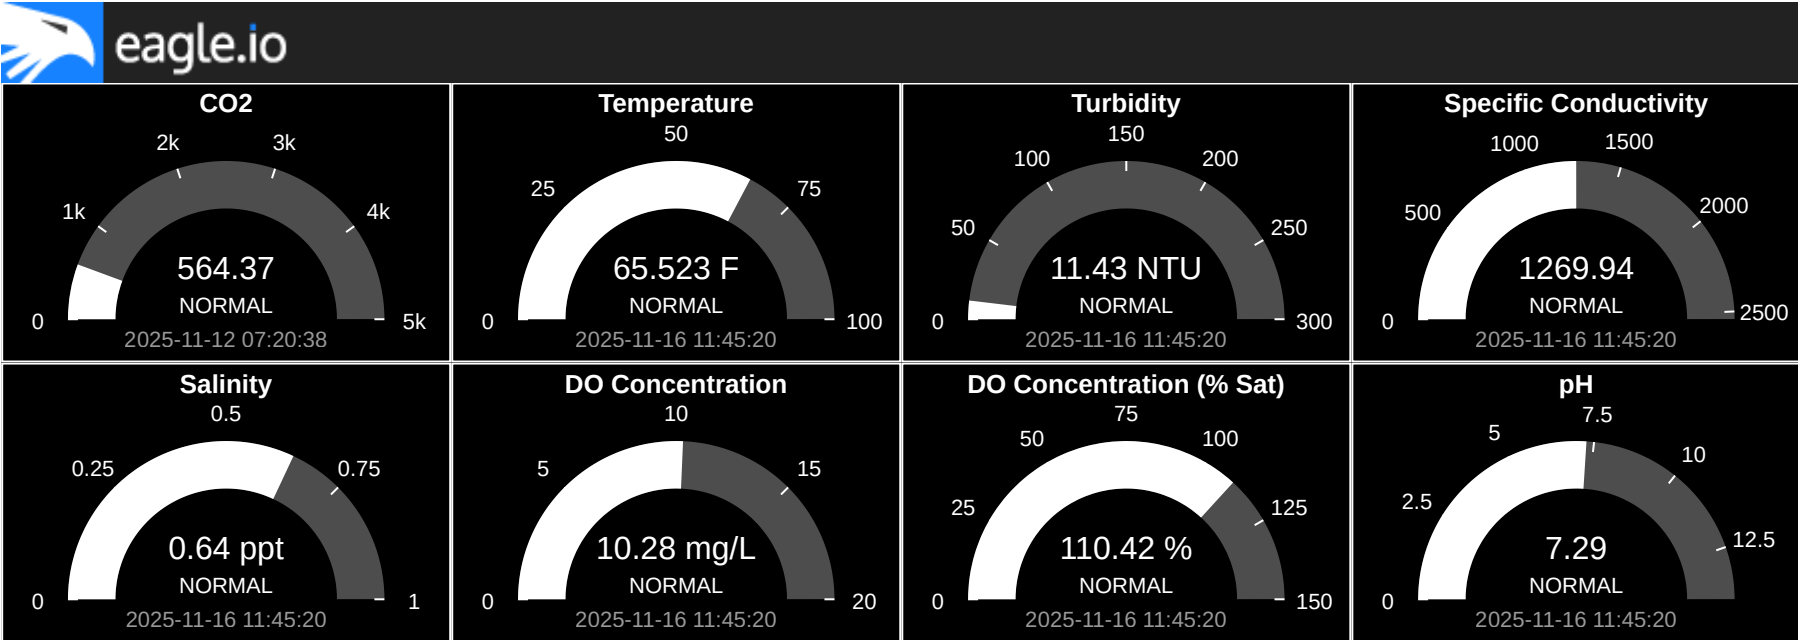 eagle.io
CO2
0
1k
2k
3k
4k
5k
564.37
NORMAL
2025-11-12 07:20:38
Temperature
0
25
50
75
100
65.523 F
NORMAL
2025-11-16 11:45:20
Turbidity
0
50
100
150
200
250
300
11.43 NTU
NORMAL
2025-11-16 11:45:20
Specific Conductivity
0
500
1000
1500
2000
2500
1269.94
NORMAL
2025-11-16 11:45:20
Salinity
0
0.25
0.5
0.75
1
0.64 ppt
NORMAL
2025-11-16 11:45:20
DO Concentration
0
5
10
15
20
10.28 mg/L
NORMAL
2025-11-16 11:45:20
DO Concentration (% Sat)
0
25
50
75
100
125
150
110.42 %
NORMAL
2025-11-16 11:45:20
pH
0
2.5
5
7.5
10
12.5
7.29
NORMAL
2025-11-16 11:45:20